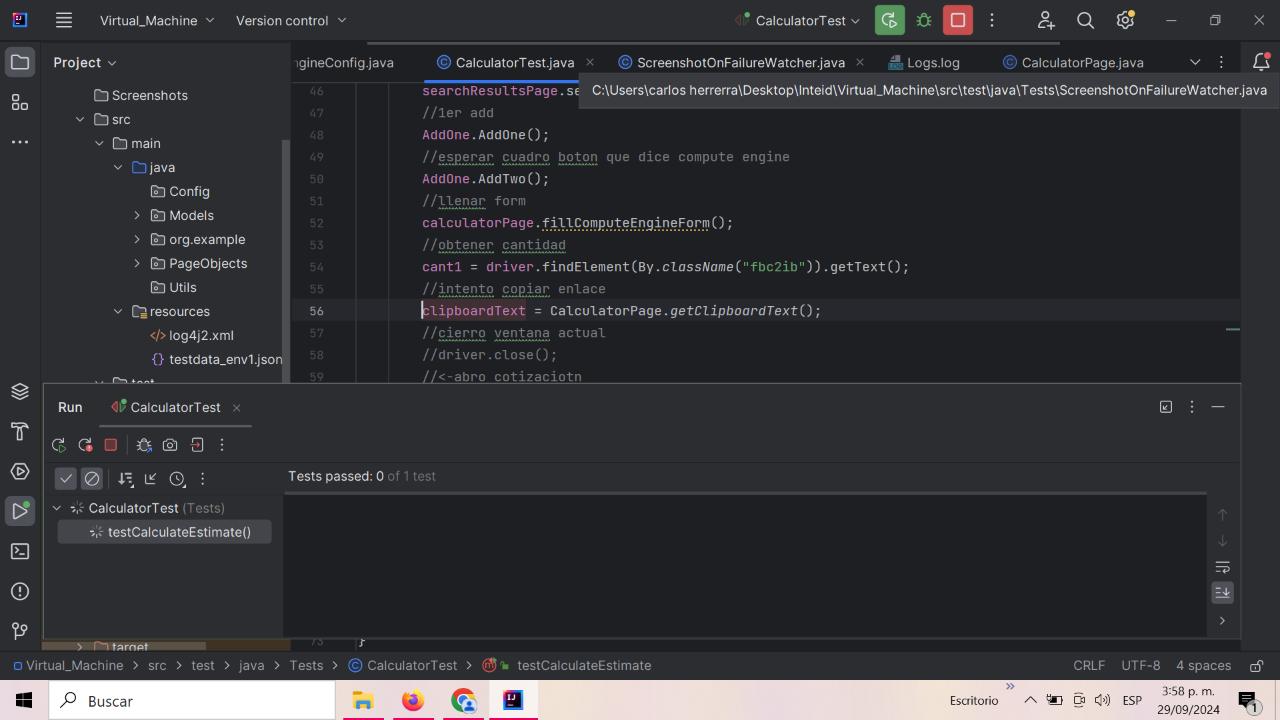 Virtual_Machine
Version control
CalculatorTest
Project
ngineConfig.java
CalculatorTest.java
ScreenshotOnFailureWatcher.java
Logs.log
CalculatorPage.java
C:\Users\carlos herrerra\Desktop\Inteid\Virtual_Machine\src\test\java\Tests\ScreenshotOnFailureWatcher.java
Screenshots
src
main
java
Config
Models
org.example
PageObjects
Utils
resources
log4j2.xml
testdata_env1.json
test
46 searchResultsPage.se
47 //1er add
48 AddOne.AddOne();
49 //esperar cuadro boton que dice compute engine
50 AddOne.AddTwo();
51 //llenar form
52 calculatorPage.fillComputeEngineForm();
53 //obtener cantidad
54 cant1 = driver.findElement(By.className("fbc2ib")).getText();
55 //intento copiar enlace
56 clipboardText = CalculatorPage.getClipboardText();
57 //cierro ventana actual
58 //driver.close();
59 //<-abro cotizaciotn
Run
CalculatorTest
Tests passed: 0 of 1 test
CalculatorTest (Tests)
testCalculateEstimate()
73 }
target
Virtual_Machine > src > test > java > Tests > CalculatorTest > testCalculateEstimate
CRLF UTF-8 4 spaces
Buscar
Escritorio
»
ESP
3:58 p. m.
29/09/2024
1